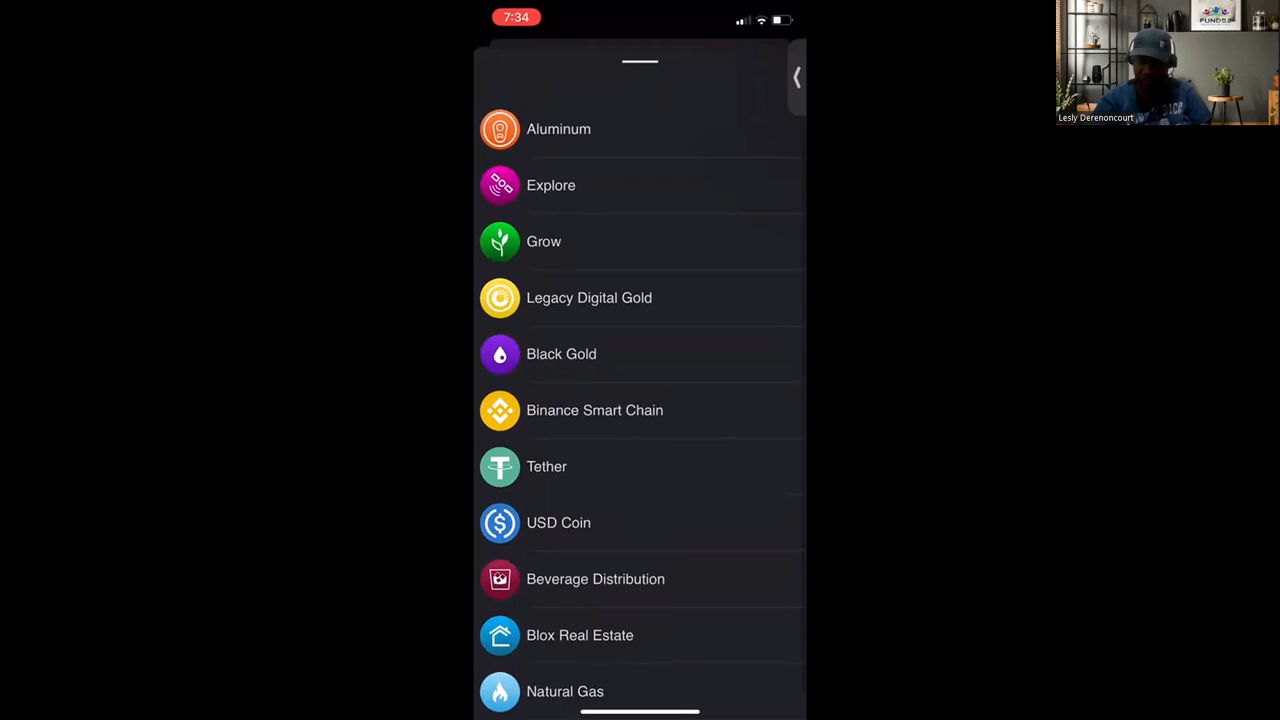 7:34
FUNDSZ
Lesly Derenoncourt
Aluminum
Explore
Grow
Legacy Digital Gold
Black Gold
Binance Smart Chain
Tether
USD Coin
Beverage Distribution
Blox Real Estate
Natural Gas